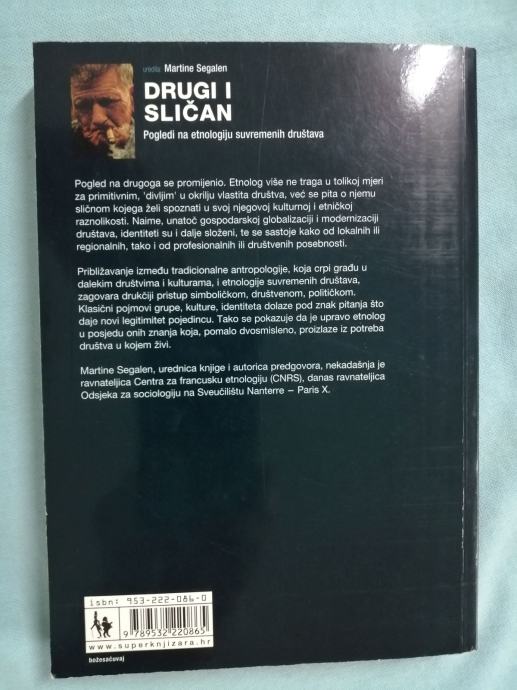 uredila Martine Segalen
DRUGI I
SLIČAN
Pogledi na etnologiju suvremenih društava
Pogled na drugoga se promijenio. Etnolog više ne traga u tolikoj mjeri
za primitivnim, 'divljim' u okrilju vlastita društva, već se pita o njemu
sličnom kojega želi spoznati u svoj njegovoj kulturnoj i etničkoj
raznolikosti. Naime, unatoč gospodarskoj globalizaciji i modernizaciji
društava, identiteti su i dalje složeni, te se sastoje kako od lokalnih ili
regionalnih, tako i od profesionalnih ili društvenih posebnosti.
Približavanje između tradicionalne antropologije, koja crpi građu u
dalekim društvima i kulturama, i etnologije suvremenih društava,
zagovara drukčiji pristup simboličkom, društvenom, političkom.
Klasični pojmovi grupe, kulture, identiteta dolaze pod znak pitanja što
daje novi legitimitet pojedincu. Tako se pokazuje da je upravo etnolog
u posjedu onih znanja koja, pomalo dvosmisleno, proizlaze iz potreba
društva u kojem živi.
Martine Segalen, urednica knjige i autorica predgovora, nekadašnja je
ravnateljica Centra za francusku etnologiju (CNRS), danas ravnateljica
Odsjeka za sociologiju na Sveučilištu Nanterre – Paris X.
isbn: 953-222-086-0
9 789532 220865
www.superknjizara.hr
božesačuvaj